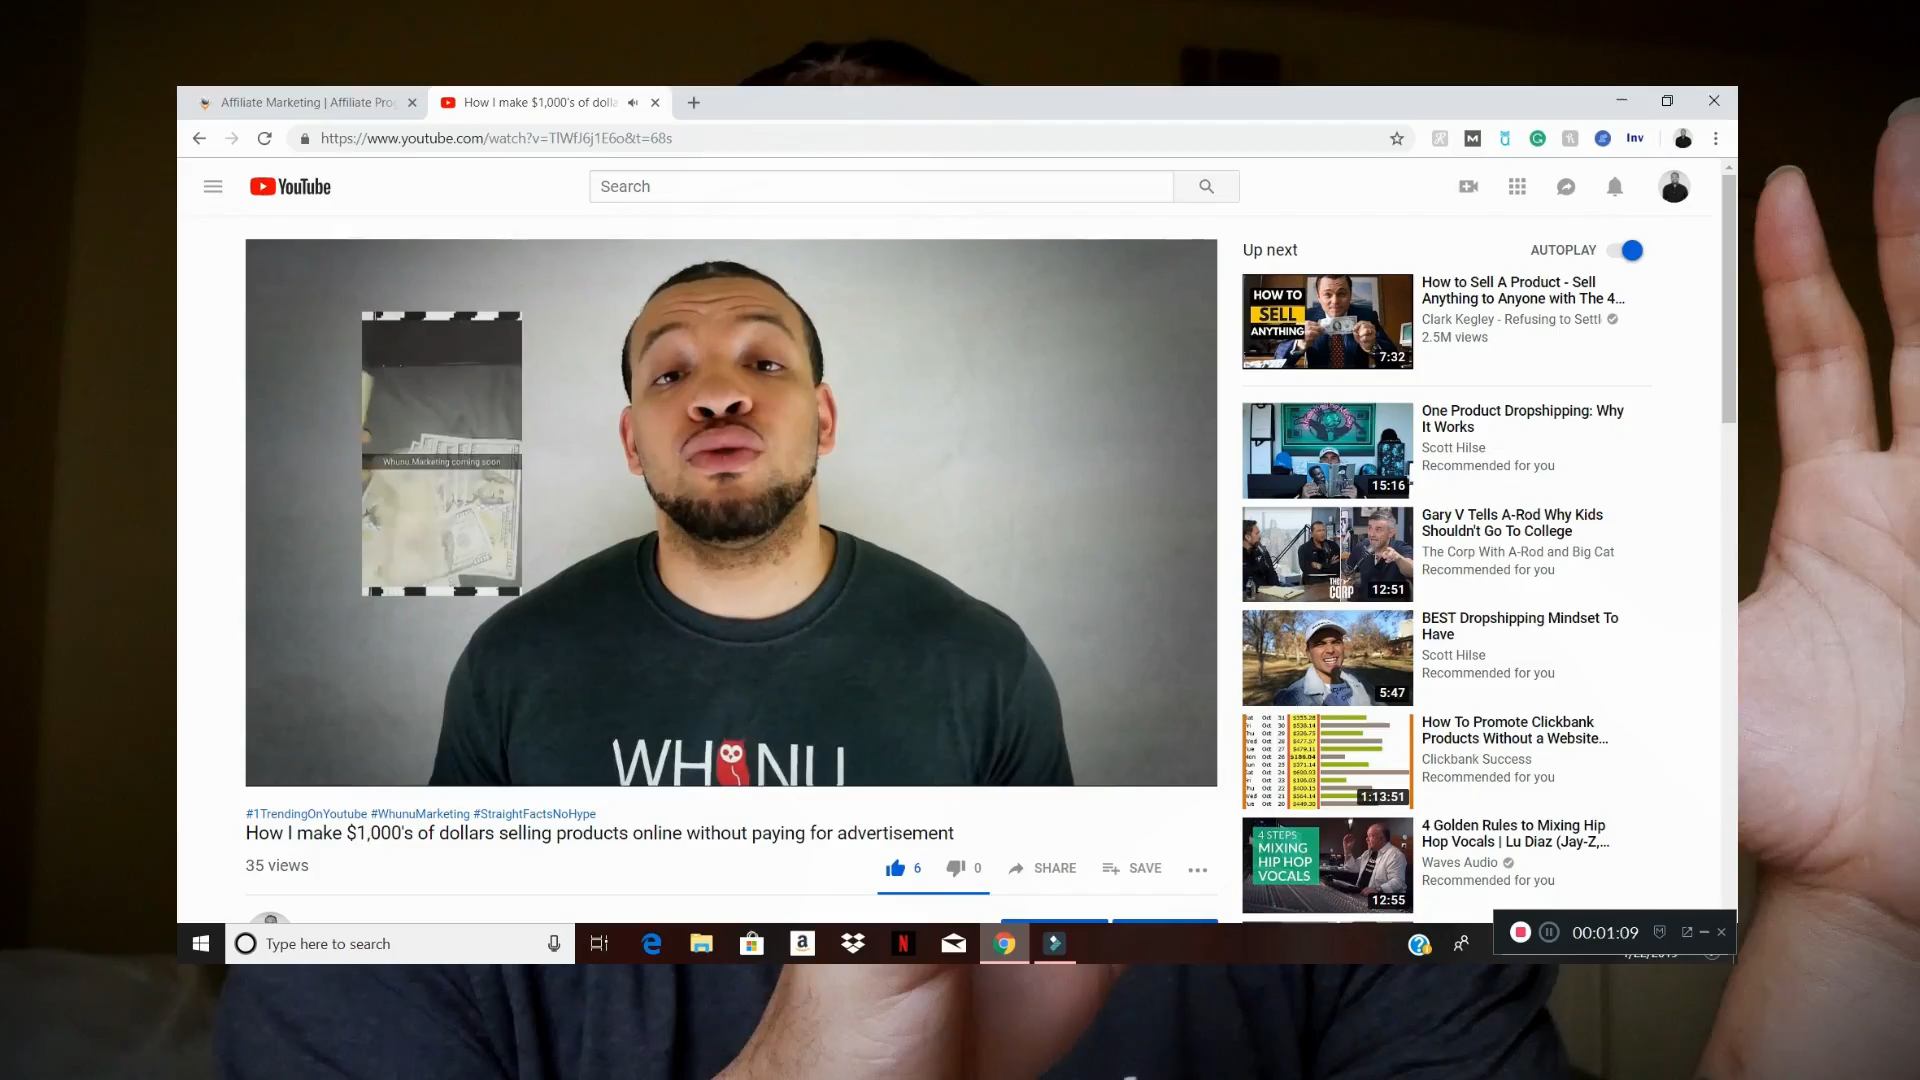 Affiliate Marketing | Affiliate Pro
How I make $1,000's of dolla
https://www.youtube.com/watch?v=TlWfJ6j1E6o&t=68s
Inv
YouTube
Search
Up next
AUTOPLAY
HOW TO
SELL
ANYTHING
7:32
How to Sell A Product - Sell
Anything to Anyone with The 4...
Clark Kegley - Refusing to Settl
2.5M views
15:16
One Product Dropshipping: Why
It Works
Scott Hilse
Recommended for you
THE
CORP
12:51
Gary V Tells A-Rod Why Kids
Shouldn't Go To College
The Corp With A-Rod and Big Cat
Recommended for you
5:47
BEST Dropshipping Mindset To
Have
Scott Hilse
Recommended for you
1:13:51
How To Promote Clickbank
Products Without a Website...
Clickbank Success
Recommended for you
4 STEPS
MIXING
HIP HOP
VOCALS
12:55
4 Golden Rules to Mixing Hip
Hop Vocals | Lu Diaz (Jay-Z,...
Waves Audio
Recommended for you
Whunu.Marketing coming soon
WHUNU
#1TrendingOnYoutube #WhunuMarketing #StraightFactsNoHype
How I make $1,000's of dollars selling products online without paying for advertisement
35 views
6
0
SHARE
SAVE
Type here to search
00:01:09